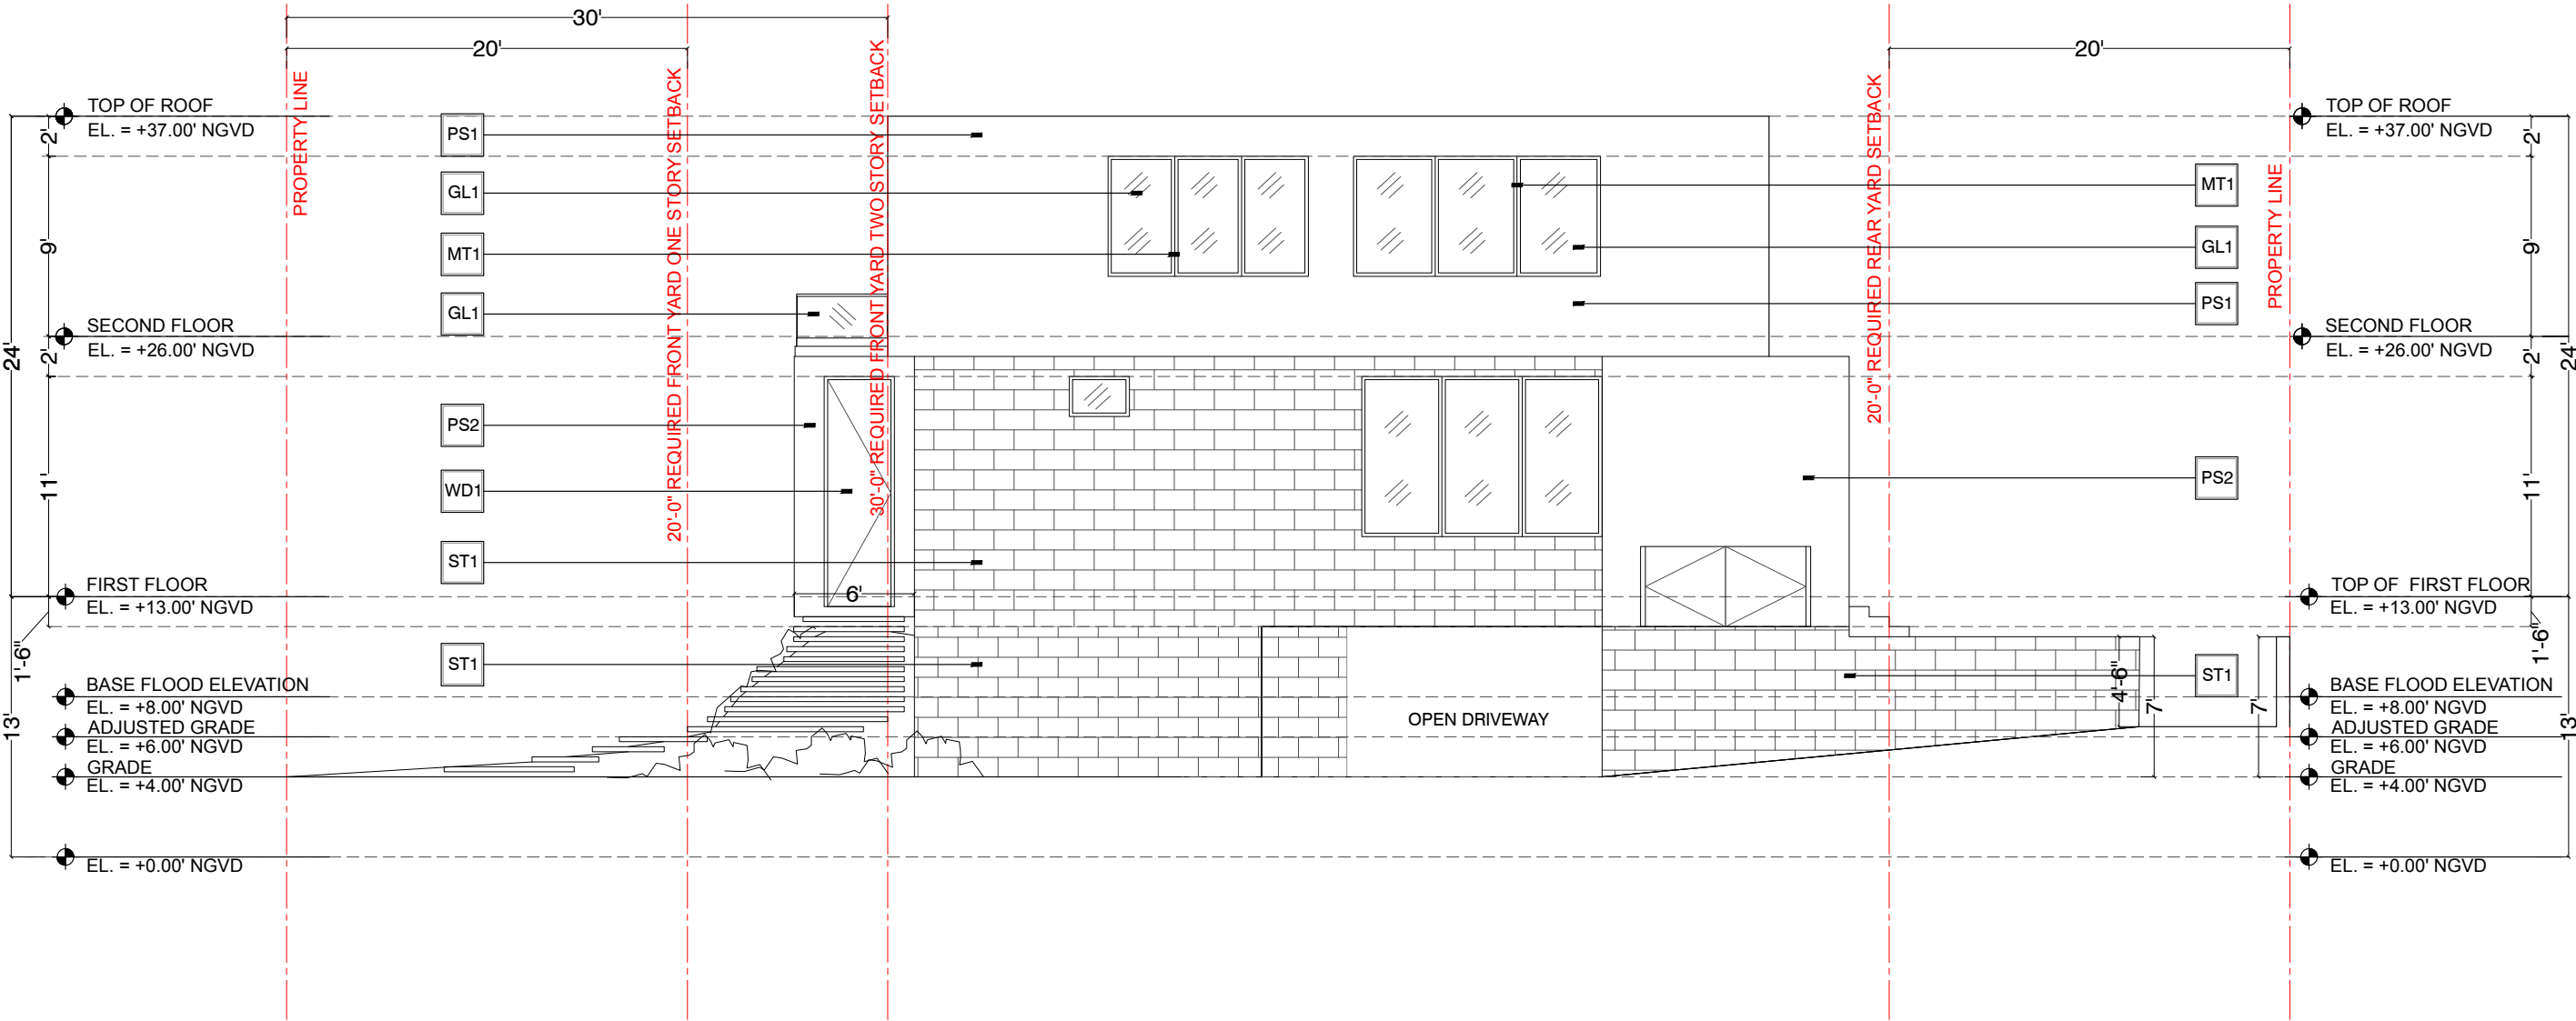 30'
20'
20'
PROPERTY LINE
20'-0" REQUIRED FRONT YARD ONE STORY SETBACK
30'-0" REQUIRED FRONT YARD TWO STORY SETBACK
20'-0" REQUIRED REAR YARD SETBACK
PROPERTY LINE
TOP OF ROOF
EL. = +37.00' NGVD
SECOND FLOOR
EL. = +26.00' NGVD
FIRST FLOOR
EL. = +13.00' NGVD
BASE FLOOD ELEVATION
EL. = +8.00' NGVD
ADJUSTED GRADE
EL. = +6.00' NGVD
GRADE
EL. = +4.00' NGVD
EL. = +0.00' NGVD
2'
9'
2'
11'
24'
1'-6"
13'
PS1
GL1
MT1
GL1
PS2
WD1
ST1
ST1
6'
OPEN DRIVEWAY
4'-6"
7'
7'
MT1
GL1
PS1
PS2
ST1
TOP OF ROOF
EL. = +37.00' NGVD
SECOND FLOOR
EL. = +26.00' NGVD
TOP OF FIRST FLOOR
EL. = +13.00' NGVD
BASE FLOOD ELEVATION
EL. = +8.00' NGVD
ADJUSTED GRADE
EL. = +6.00' NGVD
GRADE
EL. = +4.00' NGVD
EL. = +0.00' NGVD
2'
9'
2'
11'
24'
1'-6"
13'